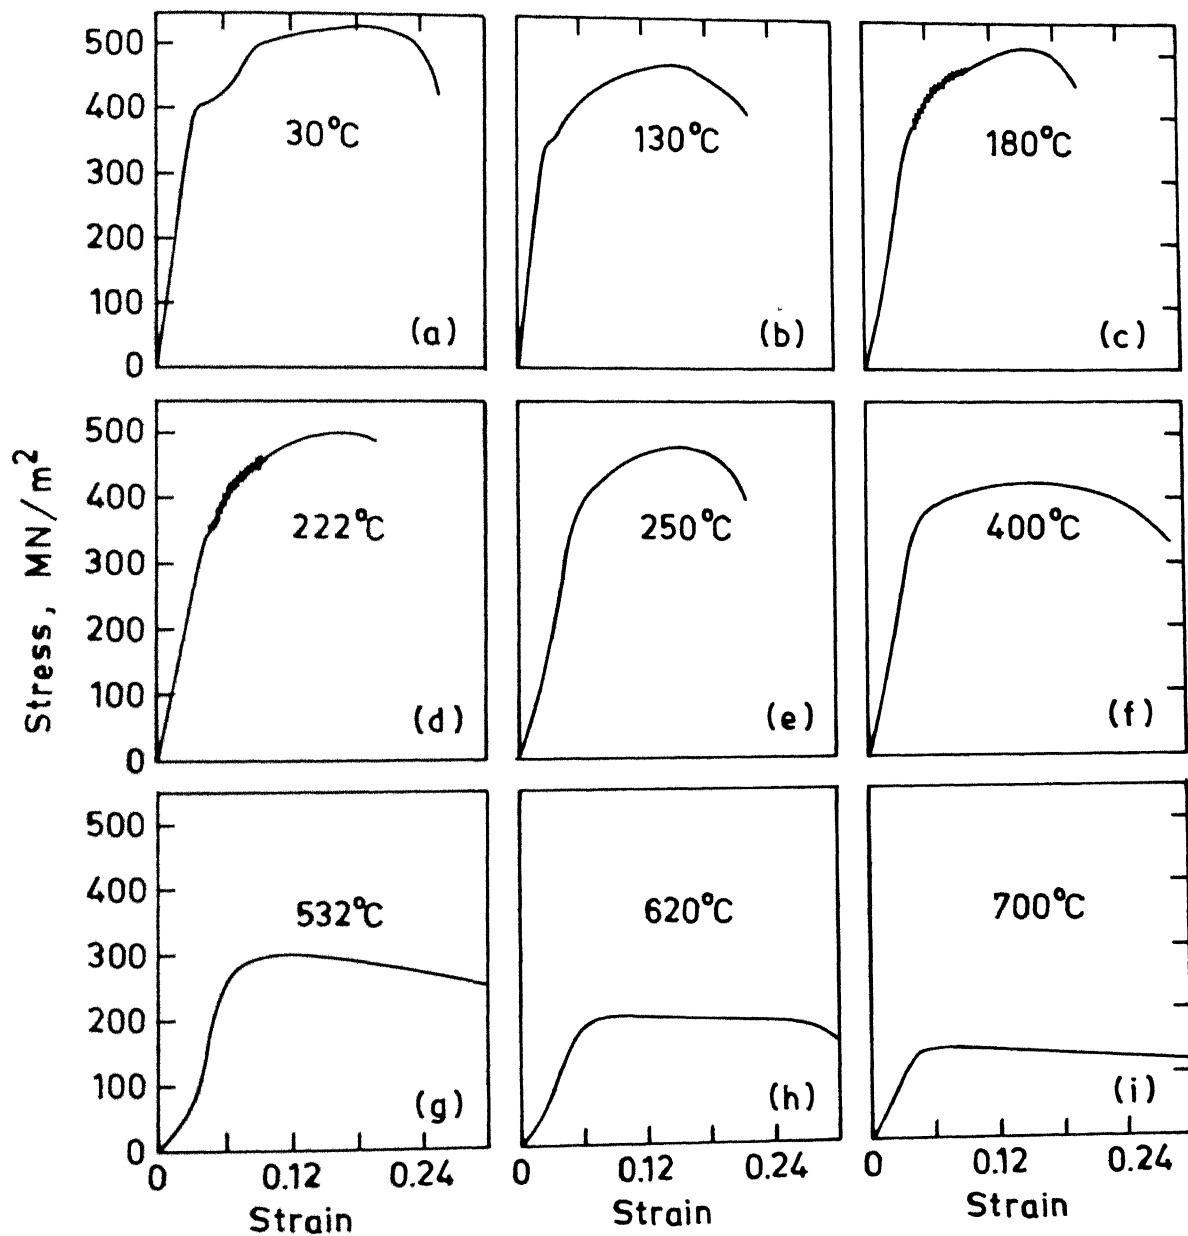 500
400
300
200
100
0
30°C
(a)
130°C
(b)
180°C
(c)
Stress, MN/m²
500
400
300
200
100
0
222°C
(d)
250°C
(e)
400°C
(f)
500
400
300
200
100
0
532°C
(g)
620°C
(h)
700°C
(i)
0 0.12 0.24
Strain
0 0.12 0.24
Strain
0 0.12 0.24
Strain